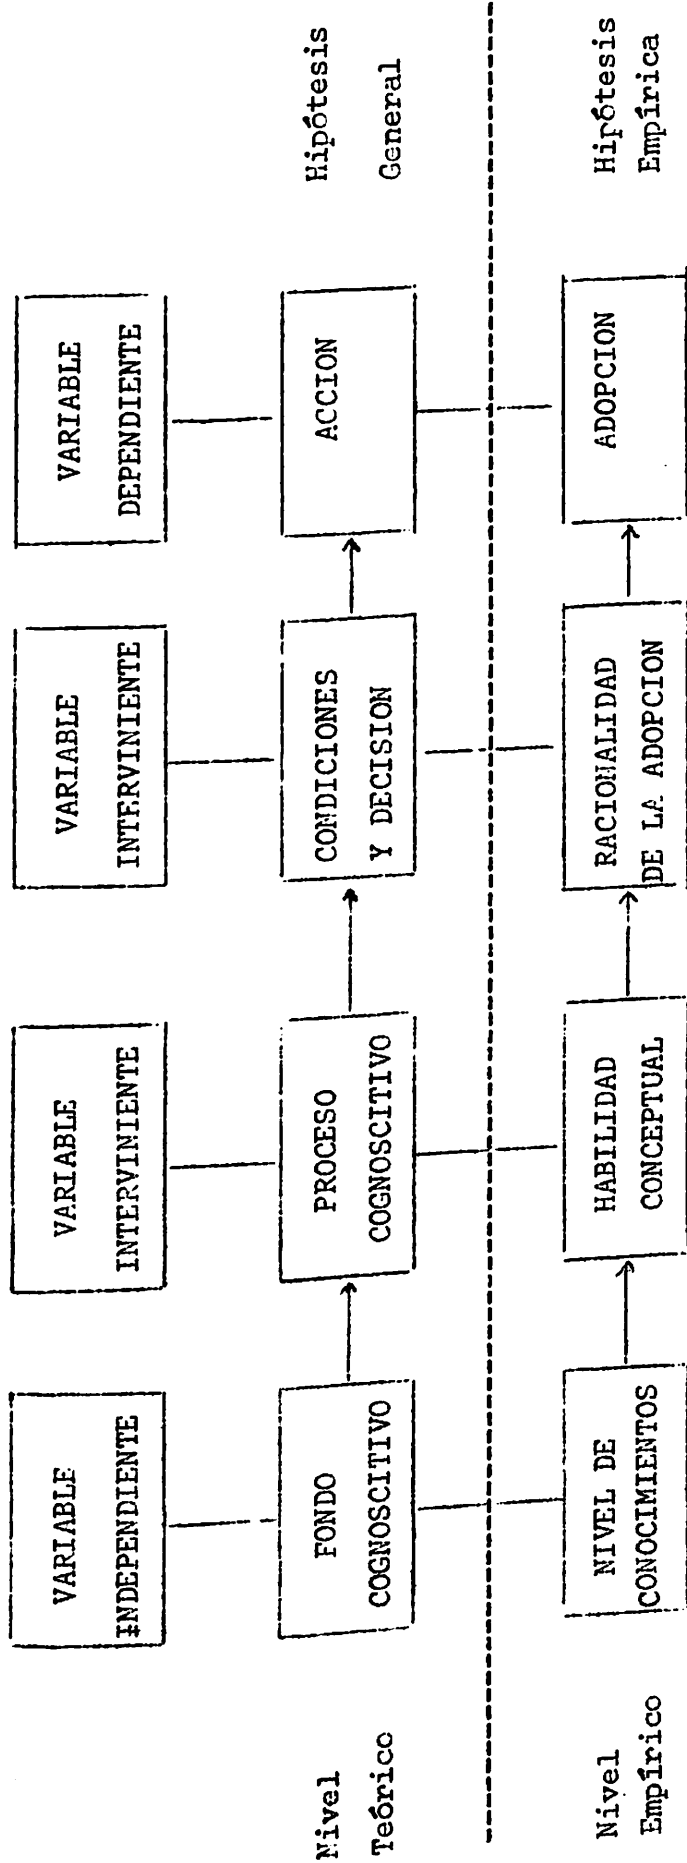 VARIABLE
INDEPENDIENTE
VARIABLE
INTERVINIENTE
VARIABLE
INTERVINIENTE
VARIABLE
DEPENDIENTE
Nivel
Teórico
FONDO
COGNOSCITIVO
PROCESO
COGNOSCITIVO
CONDICIONES
Y DECISION
ACCION
Hipótesis
General
Nivel
Empírico
NIVEL DE
CONOCIMIENTOS
HABILIDAD
CONCEPTUAL
RACIONALIDAD
DE LA ADOPCION
ADOPCION
Hipótesis
Empírica